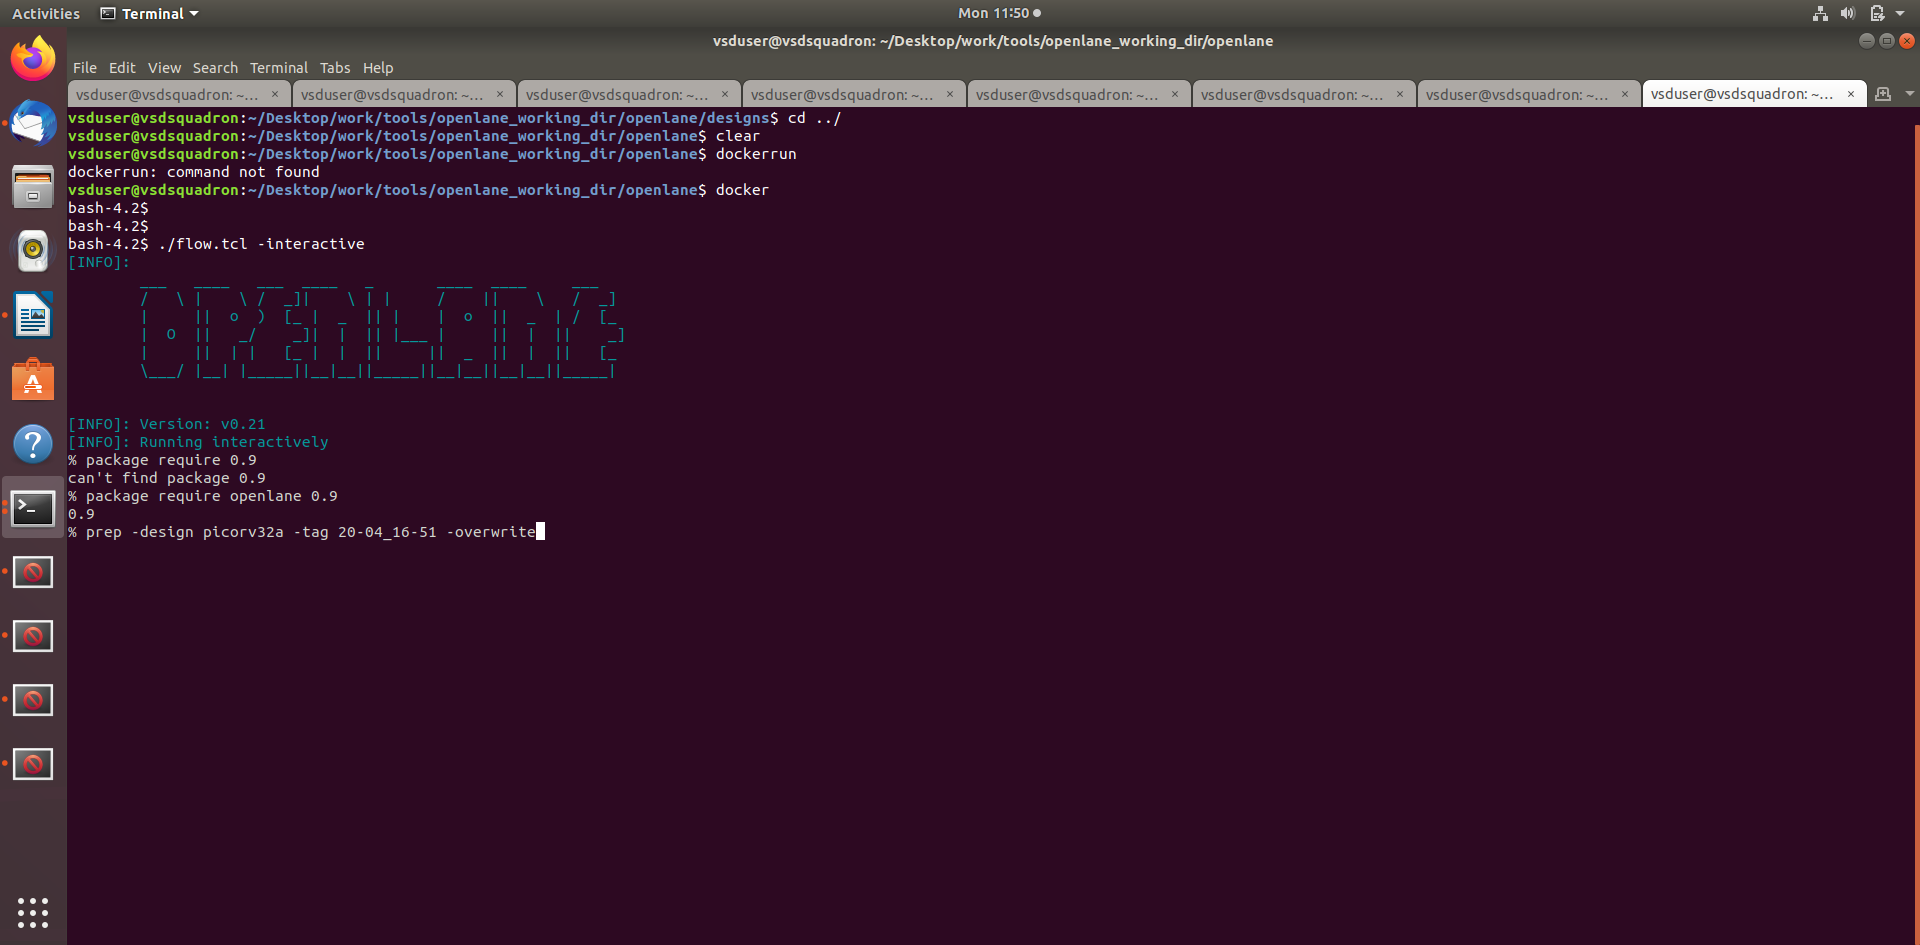 Activities Terminal Mon 11:50
vsduser@vsdsquadron: ~/Desktop/work/tools/openlane_working_dir/openlane
File Edit View Search Terminal Tabs Help
vsduser@vsdsquadron: ~... × vsduser@vsdsquadron: ~... × vsduser@vsdsquadron: ~... × vsduser@vsdsquadron: ~... × vsduser@vsdsquadron: ~... × vsduser@vsdsquadron: ~... × vsduser@vsdsquadron: ~... × vsduser@vsdsquadron: ~... ×
vsduser@vsdsquadron:~/Desktop/work/tools/openlane_working_dir/openlane/designs$ cd ../
vsduser@vsdsquadron:~/Desktop/work/tools/openlane_working_dir/openlane$ clear
vsduser@vsdsquadron:~/Desktop/work/tools/openlane_working_dir/openlane$ dockerrun
dockerrun: command not found
vsduser@vsdsquadron:~/Desktop/work/tools/openlane_working_dir/openlane$ docker
bash-4.2$
bash-4.2$
bash-4.2$ ./flow.tcl -interactive
[INFO]:
OPENLANE
[INFO]: Version: v0.21
[INFO]: Running interactively
% package require 0.9
can't find package 0.9
% package require openlane 0.9
0.9
% prep -design picorv32a -tag 20-04_16-51 -overwrite